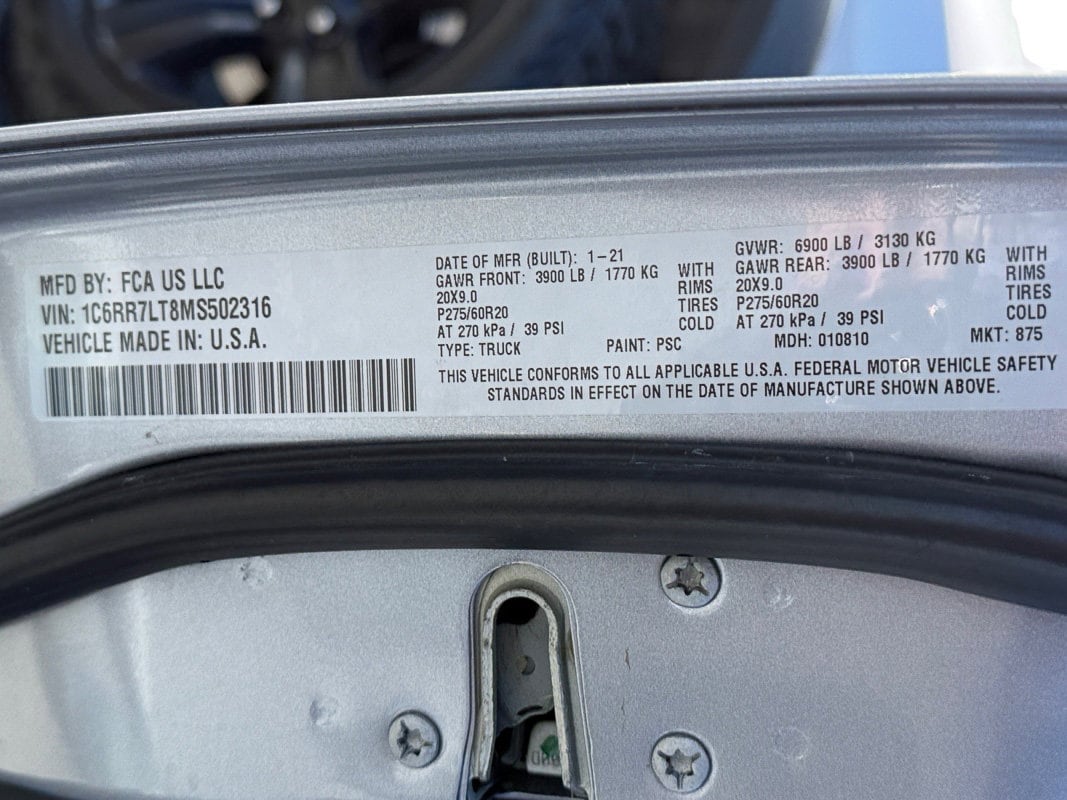 MFD BY: FCA US LLC
VIN: 1C6RR7LT8MS502316
VEHICLE MADE IN: U.S.A.
DATE OF MFR (BUILT): 1-21
GAWR FRONT: 3900 LB / 1770 KG WITH
20X9.0 RIMS
P275/60R20 TIRES
AT 270 kPa / 39 PSI COLD
GVWR: 6900 LB / 3130 KG
GAWR REAR: 3900 LB / 1770 KG WITH
20X9.0 RIMS
P275/60R20 TIRES
AT 270 kPa / 39 PSI COLD
TYPE: TRUCK PAINT: PSC MDH: 010810 MKT: 875
THIS VEHICLE CONFORMS TO ALL APPLICABLE U.S.A. FEDERAL MOTOR VEHICLE SAFETY
STANDARDS IN EFFECT ON THE DATE OF MANUFACTURE SHOWN ABOVE.